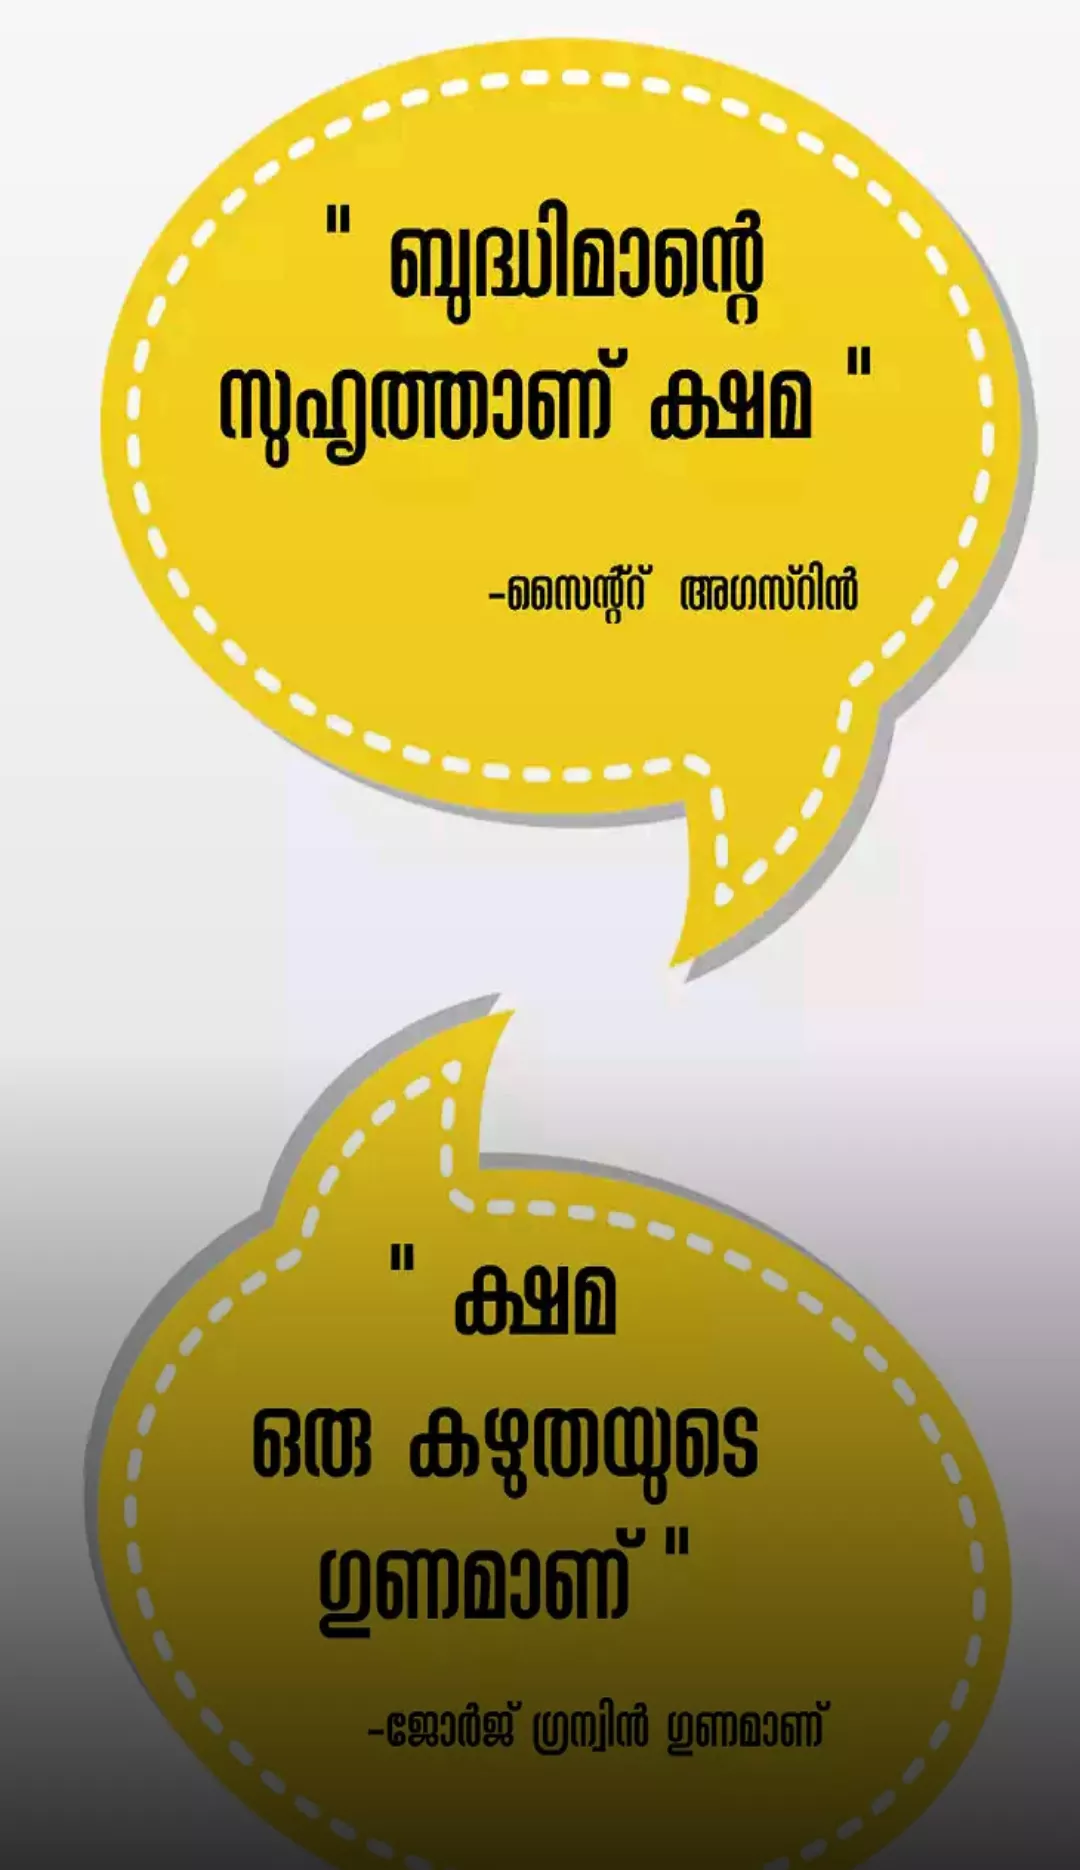 " ബുദ്ധിമാന്റെ
സുഹൃത്താണ് ക്ഷമ "
-സൈന്റ്റ് അഗസ്റിൻ
" ക്ഷമ
ഒരു കഴുതയുടെ
ഗുണമാണ് "
-ജോർജ് ഗ്രന്വിൻ ഗുണമാണ്